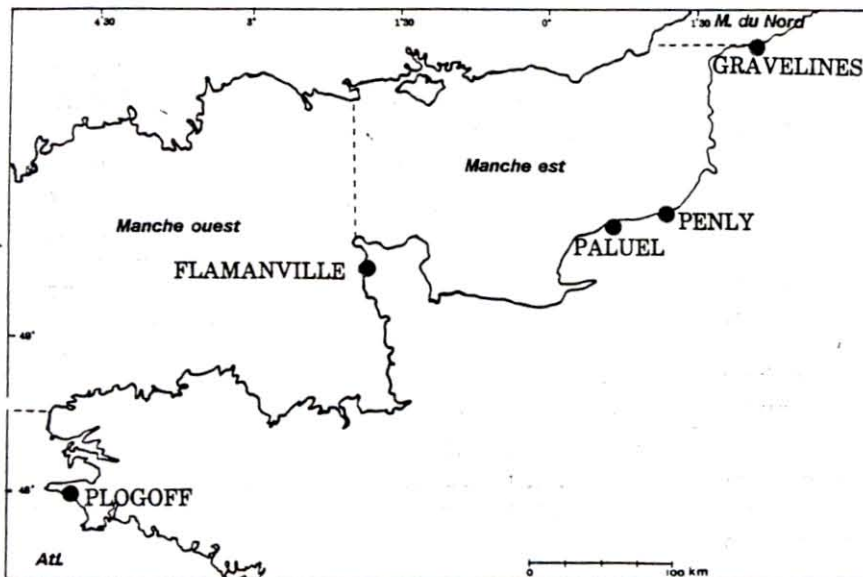 4°30 3° 1°30 0° 1°30 M. du Nord
GRAVELINES
Manche est
Manche ouest
PENLY
PALUEL
FLAMANVILLE
49°
48°
PLOGOFF
Atl.
0 100 km